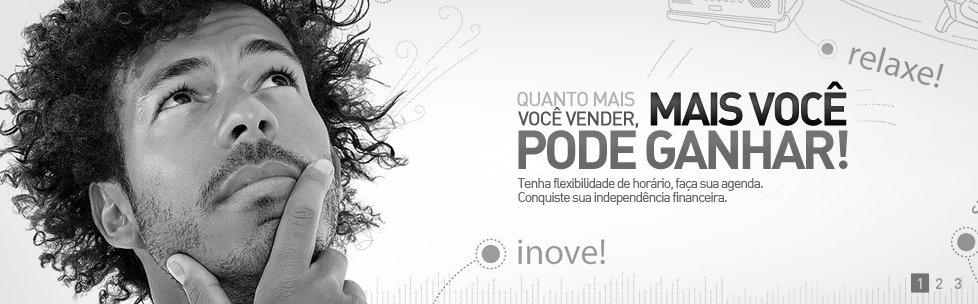 relaxe!
QUANTO MAIS
VOCÊ VENDER, MAIS VOCÊ
PODE GANHAR!
Tenha flexibilidade de horário, faça sua agenda.
Conquiste sua independência financeira.
inove!
1 2 3